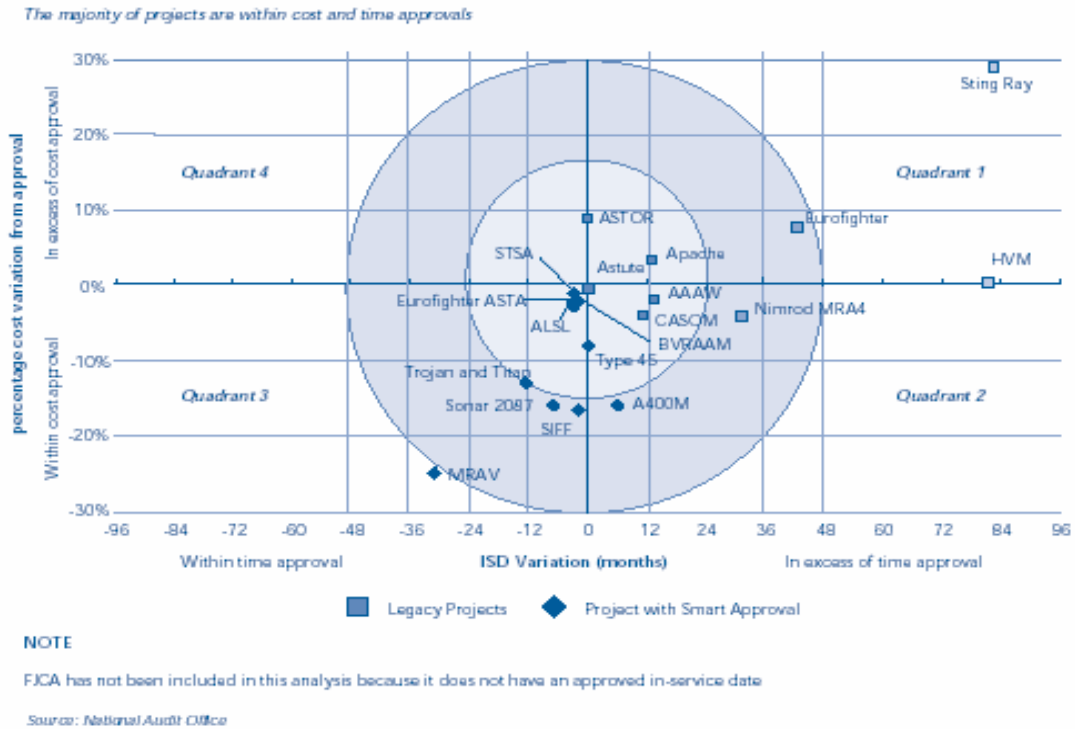 The majority of projects are within cost and time approvals
percentage cost variation from approval
In excess of cost approval
Within cost approval
30%
20%
10%
0%
-10%
-20%
-30%
Quadrant 4
Quadrant 1
Quadrant 3
Quadrant 2
Sting Ray
ASTOR
Eurofighter
STSA
Apache
HVM
Astute
Eurofighter ASTA
AAAW
ALSL
CASOM
Nimrod MRA4
BVRAAM
Type 45
Trojan and Titan
Sonar 2087
A400M
SIFF
MRAV
-96 -84 -72 -60 -48 -36 -24 -12 0 12 24 36 48 60 72 84 96
Within time approval ISD Variation (months) In excess of time approval
Legacy Projects Project with Smart Approval
NOTE
FJCA has not been included in this analysis because it does not have an approved in-service date
Source: National Audit Office